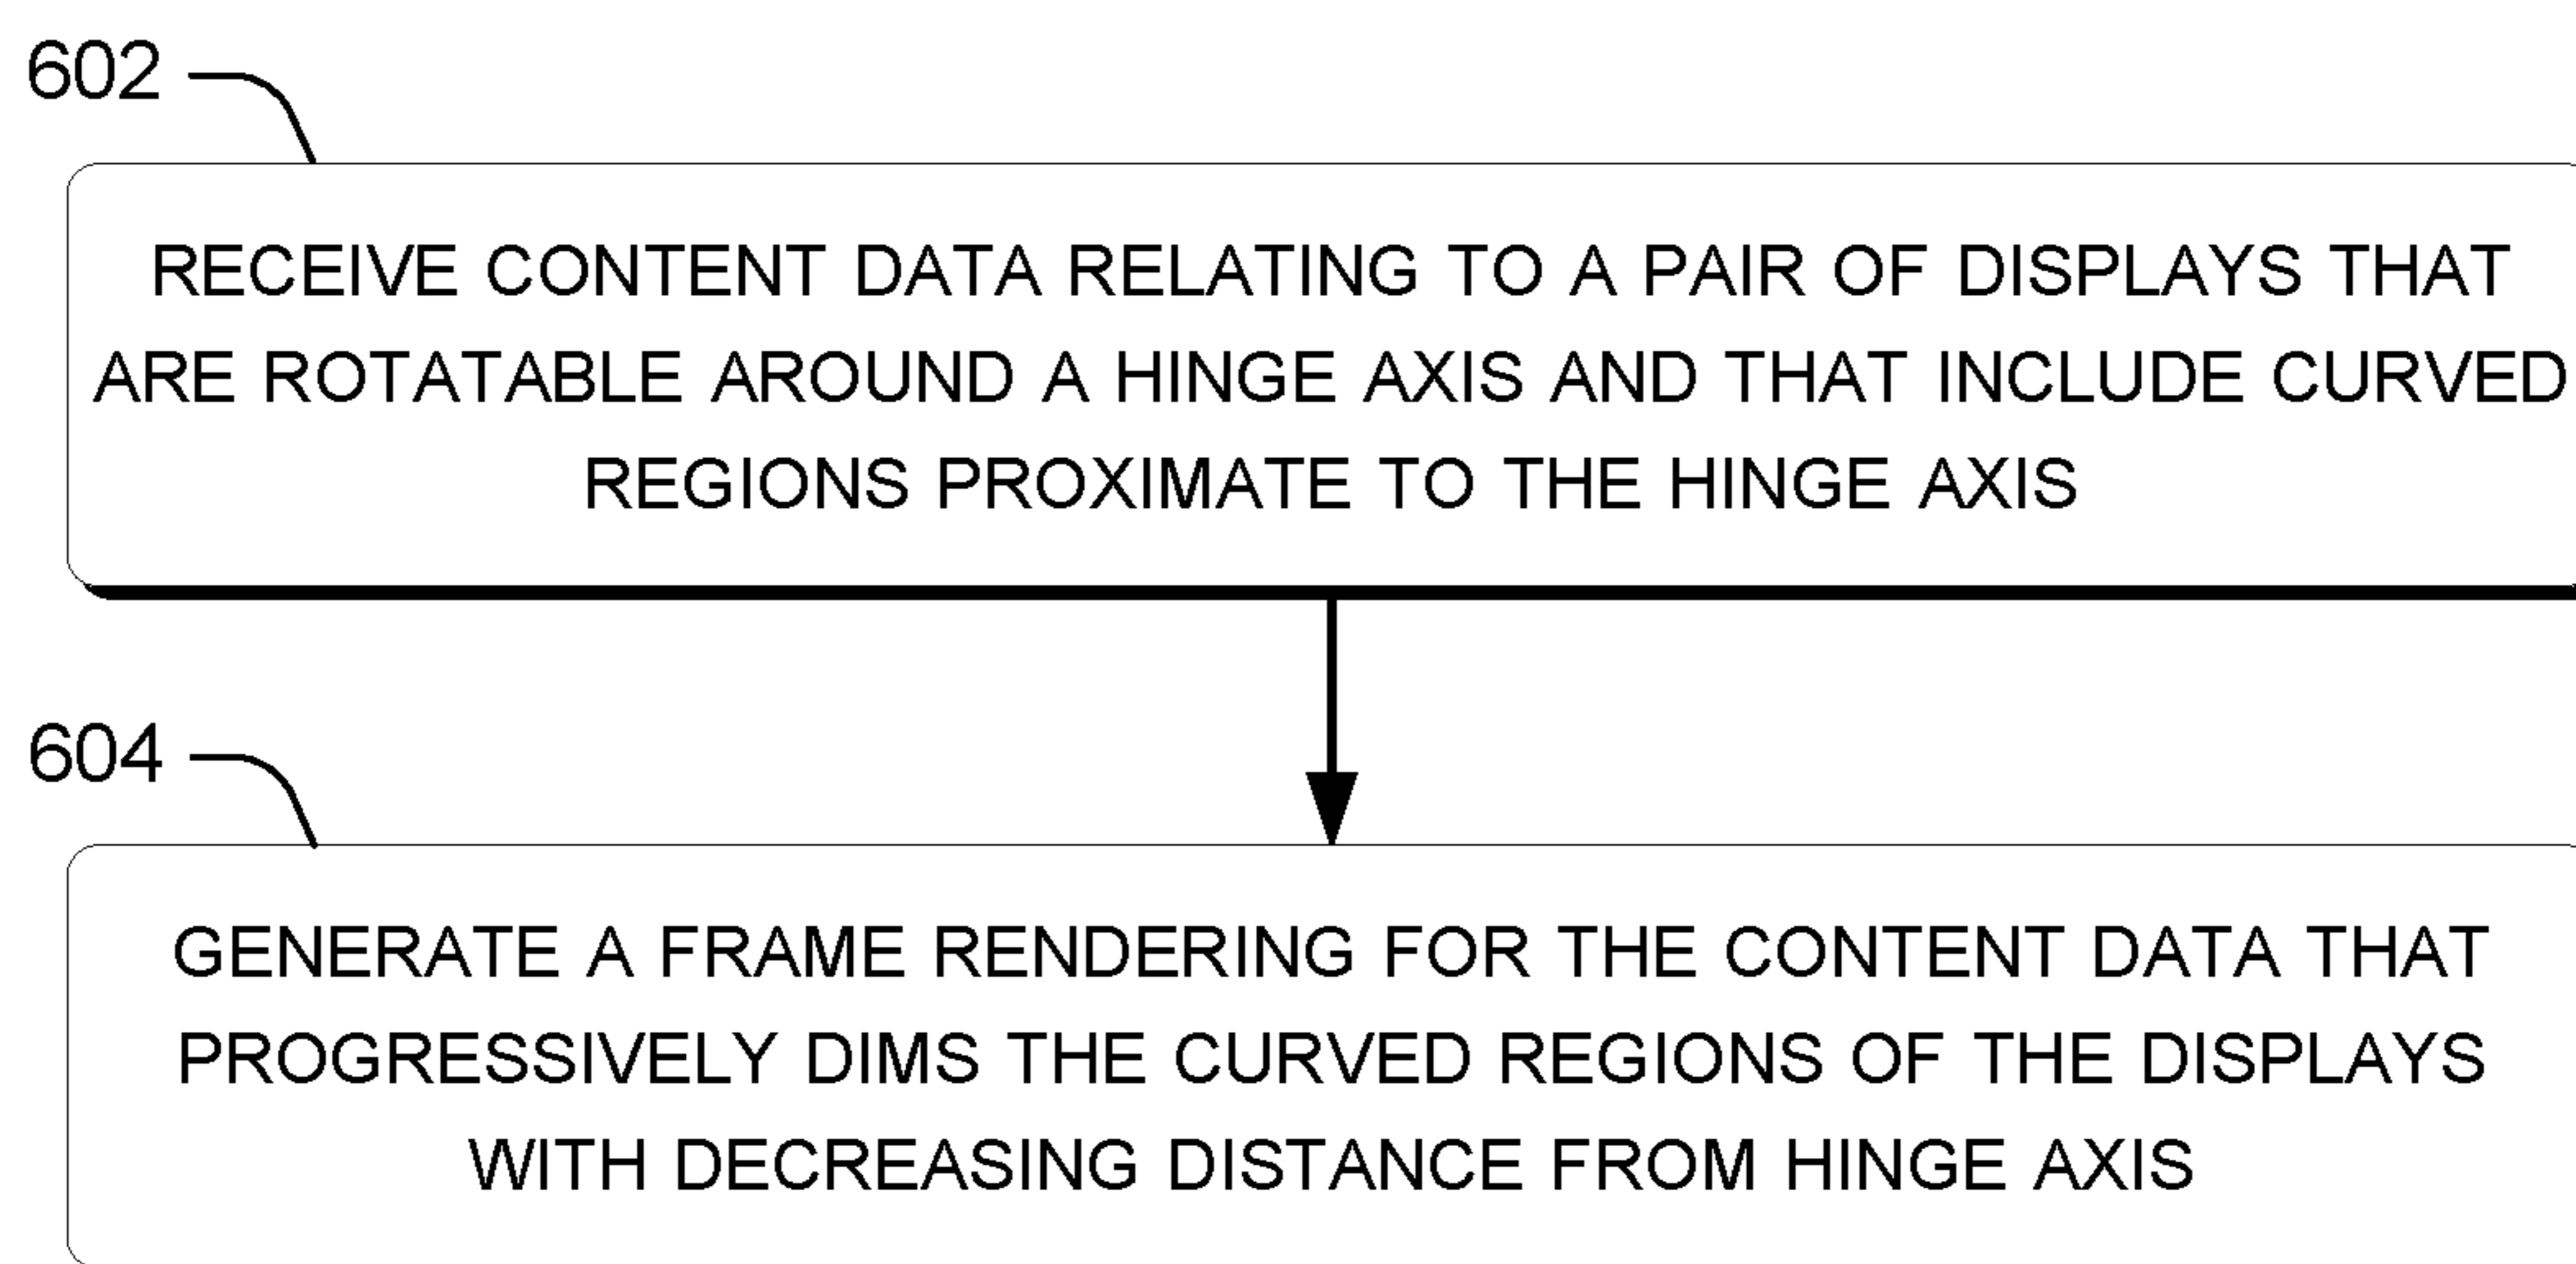 602
RECEIVE CONTENT DATA RELATING TO A PAIR OF DISPLAYS THAT
ARE ROTATABLE AROUND A HINGE AXIS AND THAT INCLUDE CURVED
REGIONS PROXIMATE TO THE HINGE AXIS
604
GENERATE A FRAME RENDERING FOR THE CONTENT DATA THAT
PROGRESSIVELY DIMS THE CURVED REGIONS OF THE DISPLAYS
WITH DECREASING DISTANCE FROM HINGE AXIS